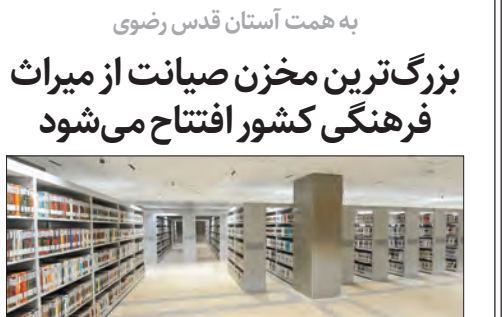 به همت آستان قدس رضوی
بزرگ‌ترین مخزن صیانت از میراث
فرهنگی کشور افتتاح می‌شود